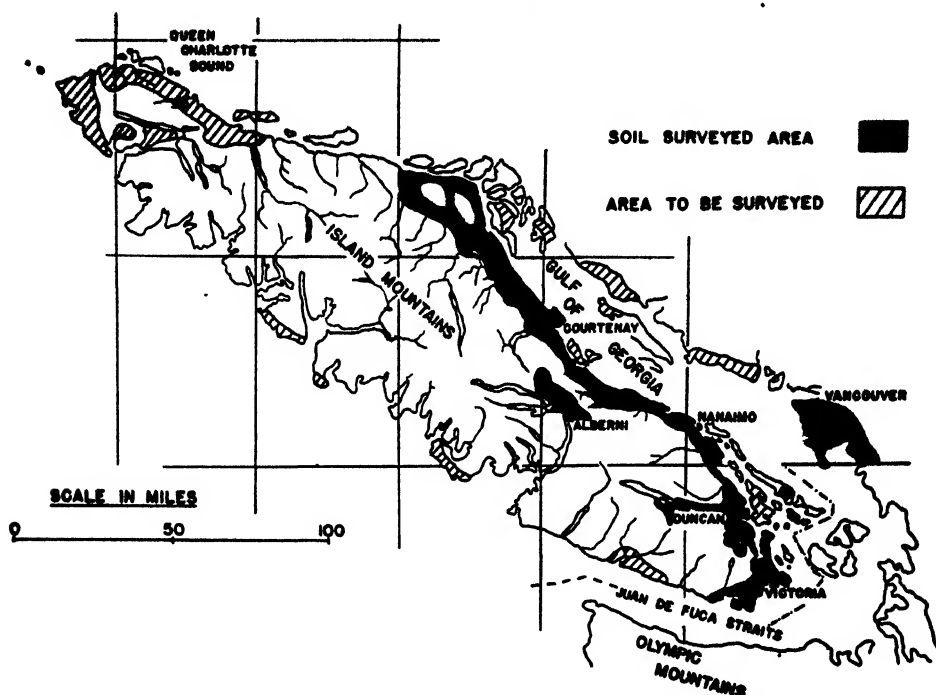 QUEEN
CHARLOTTE
SOUND
SOIL SURVEYED AREA
AREA TO BE SURVEYED
ISLAND MOUNTAINS
GULF
OF
GEORGIA
COURTENAY
VANCOUVER
NANAIMO
ALBERNI
SCALE IN MILES
0 50 100
DUNCAN
VICTORIA
JUAN DE FUCA STRAITS
OLYMPIC
MOUNTAINS